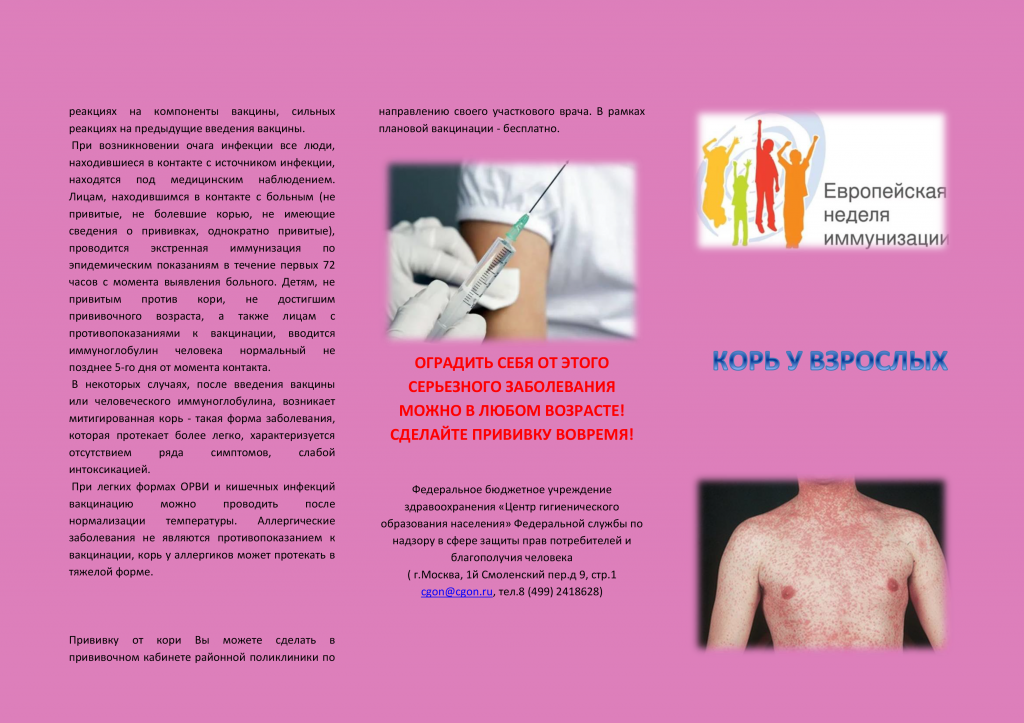 реакциях на компоненты вакцины, сильных
реакциях на предыдущие введения вакцины.
При возникновении очага инфекции все люди,
находившиеся в контакте с источником инфекции,
находятся под медицинским наблюдением.
Лицам, находившимся в контакте с больным (не
привитые, не болевшие корью, не имеющие
сведения о прививках, однократно привитые),
проводится экстренная иммунизация по
эпидемическим показаниям в течение первых 72
часов с момента выявления больного. Детям, не
привитым против кори, не достигшим
прививочного возраста, а также лицам с
противопоказаниями к вакцинации, вводится
иммуноглобулин человека нормальный не
позднее 5-го дня от момента контакта.
В некоторых случаях, после введения вакцины
или человеческого иммуноглобулина, возникает
митигированная корь - такая форма заболевания,
которая протекает более легко, характеризуется
отсутствием ряда симптомов, слабой
интоксикацией.
При легких формах ОРВИ и кишечных инфекций
вакцинацию можно проводить после
нормализации температуры. Аллергические
заболевания не являются противопоказанием к
вакцинации, корь у аллергиков может протекать в
тяжелой форме.
Прививку от кори Вы можете сделать в
прививочном кабинете районной поликлиники по
направлению своего участкового врача. В рамках
плановой вакцинации - бесплатно.
ОГРАДИТЬ СЕБЯ ОТ ЭТОГО
СЕРЬЕЗНОГО ЗАБОЛЕВАНИЯ
МОЖНО В ЛЮБОМ ВОЗРАСТЕ!
СДЕЛАЙТЕ ПРИВИВКУ ВОВРЕМЯ!
Федеральное бюджетное учреждение
здравоохранения «Центр гигиенического
образования населения» Федеральной службы по
надзору в сфере защиты прав потребителей и
благополучия человека
( г.Москва, 1й Смоленский пер.д 9, стр.1
cgon@cgon.ru, тел.8 (499) 2418628)
Европейская
неделя
иммунизации
КОРЬ У ВЗРОСЛЫХ